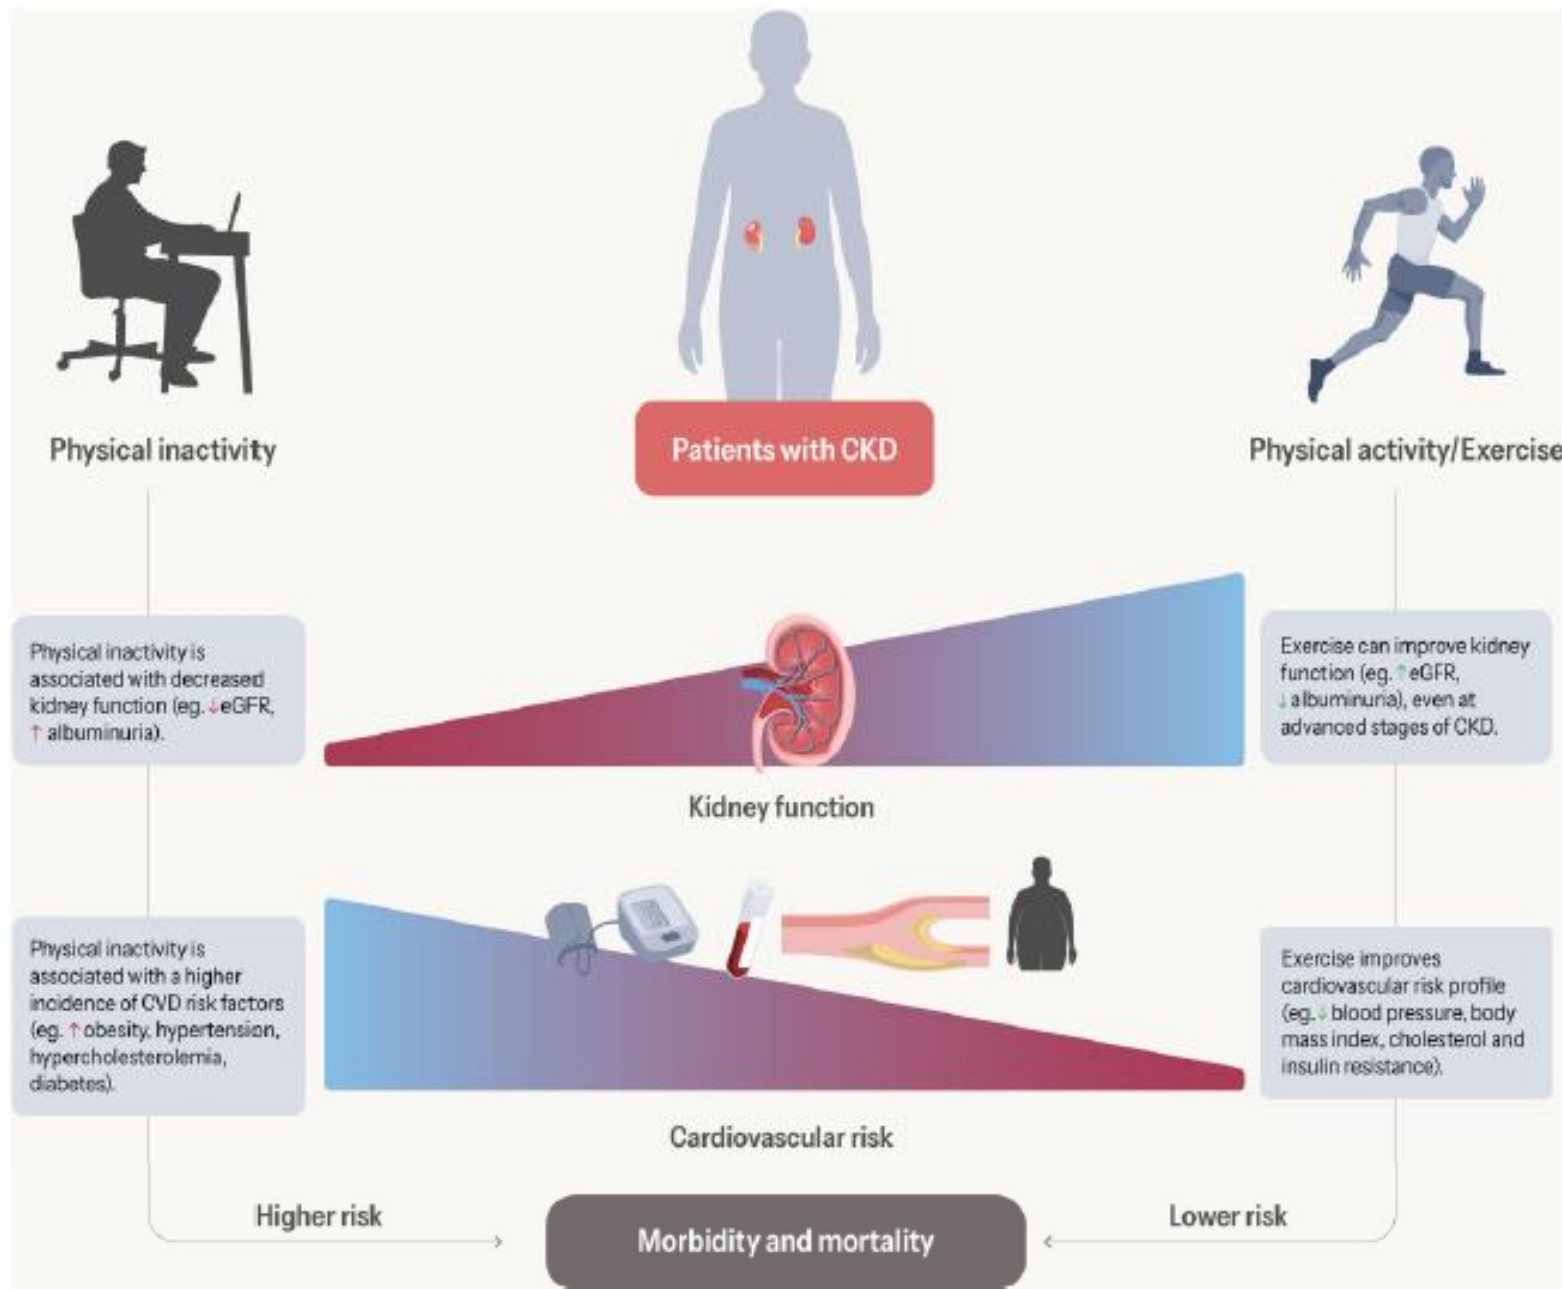 Physical inactivity
Patients with CKD
Physical activity/Exercise
Physical inactivity is
associated with decreased
kidney function (eg. ↓eGFR,
↑ albuminuria).
Exercise can improve kidney
function (eg. ↑eGFR,
↓albuminuria), even at
advanced stages of CKD.
Kidney function
Physical inactivity is
associated with a higher
incidence of CVD risk factors
(eg. ↑obesity, hypertension,
hypercholesterolemia,
diabetes).
Exercise improves
cardiovascular risk profile
(eg.↓ blood pressure, body
mass index, cholesterol and
insulin resistance).
Cardiovascular risk
Higher risk
Morbidity and mortality
Lower risk